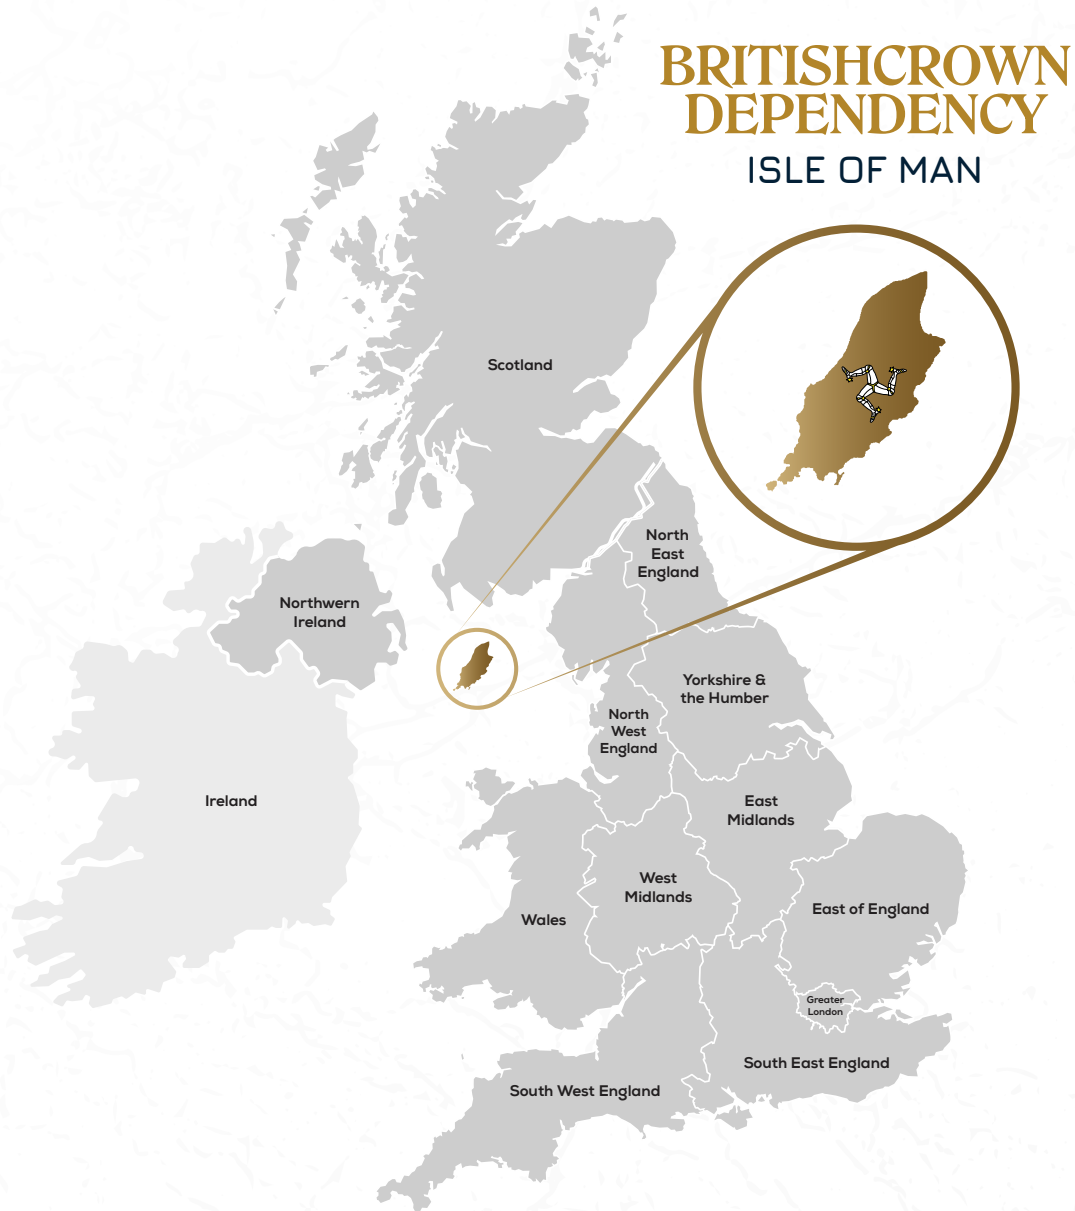 BRITISHCROWN
DEPENDENCY
ISLE OF MAN
Scotland
North
East
England
Northwern
Ireland
Yorkshire &
the Humber
North
West
England
Ireland
East
Midlands
West
Midlands
East of England
Wales
Greater
London
South East England
South West England